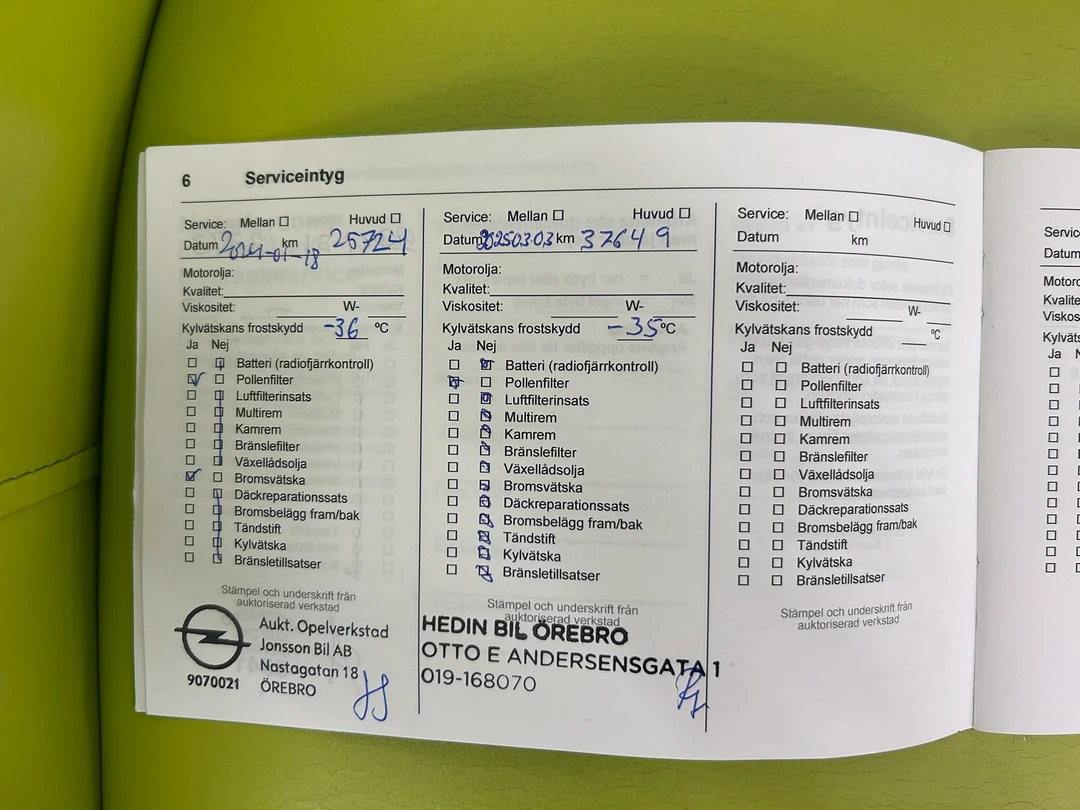 6 Serviceintyg
Service: Mellan ☐ Huvud ☐
Datum 2024-01-18 km 25724
Motorolja:
Kvalitet:
Viskositet: W-
Kylvätskans frostskydd -36 °C
Ja Nej
Batteri (radiofjärrkontroll)
Pollenfilter
Luftfilterinsats
Multirem
Kamrem
Bränslefilter
Växellådsolja
Bromsvätska
Däckreparationssats
Bromsbelägg fram/bak
Tändstift
Kylvätska
Bränsletillsatser
Stämpel och underskrift från
auktoriserad verkstad
Aukt. Opelverkstad
Jonsson Bil AB
Nastagatan 18
9070021 ÖREBRO
Service: Mellan ☐ Huvud ☐
Datum 20250303 km 37649
Motorolja:
Kvalitet:
Viskositet: W-
Kylvätskans frostskydd -35 °C
Ja Nej
Batteri (radiofjärrkontroll)
Pollenfilter
Luftfilterinsats
Multirem
Kamrem
Bränslefilter
Växellådsolja
Bromsvätska
Däckreparationssats
Bromsbelägg fram/bak
Tändstift
Kylvätska
Bränsletillsatser
Stämpel och underskrift från
auktoriserad verkstad
HEDIN BIL ÖREBRO
OTTO E ANDERSENSGATA 1
019-168070
Service: Mellan ☐ Huvud ☐
Datum km
Motorolja:
Kvalitet:
Viskositet: W-
Kylvätskans frostskydd °C
Ja Nej
Batteri (radiofjärrkontroll)
Pollenfilter
Luftfilterinsats
Multirem
Kamrem
Bränslefilter
Växellådsolja
Bromsvätska
Däckreparationssats
Bromsbelägg fram/bak
Tändstift
Kylvätska
Bränsletillsatser
Stämpel och underskrift från
auktoriserad verkstad